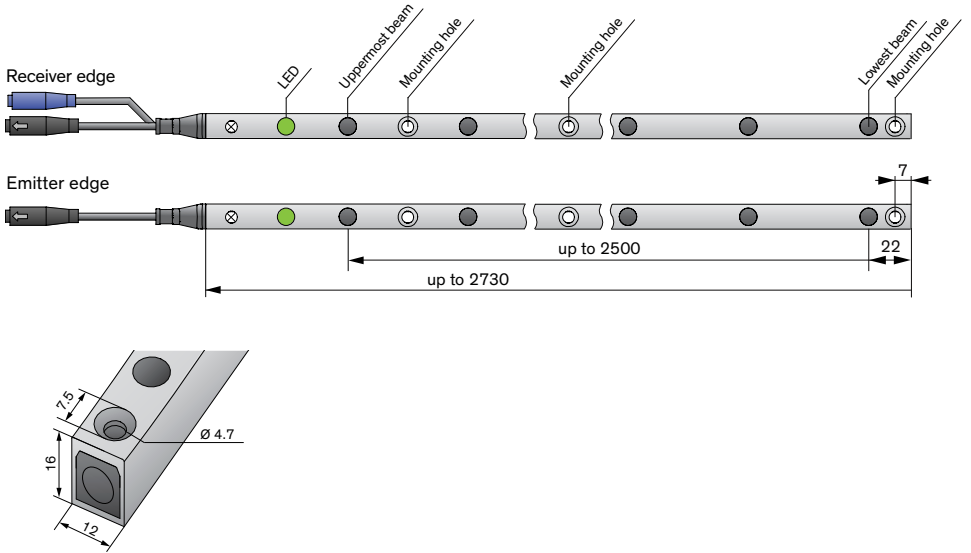 LED
Uppermost beam
Mounting hole
Mounting hole
Lowest beam
Mounting hole
Receiver edge
Emitter edge
7
up to 2500
22
up to 2730
7.5
Ø 4.7
16
12